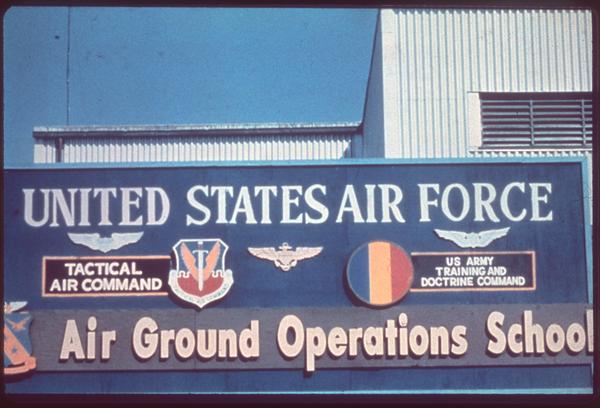 UNITED STATES AIR FORCE
TACTICAL
AIR COMMAND
US ARMY
TRAINING AND
DOCTRINE COMMAND
Air Ground Operations School